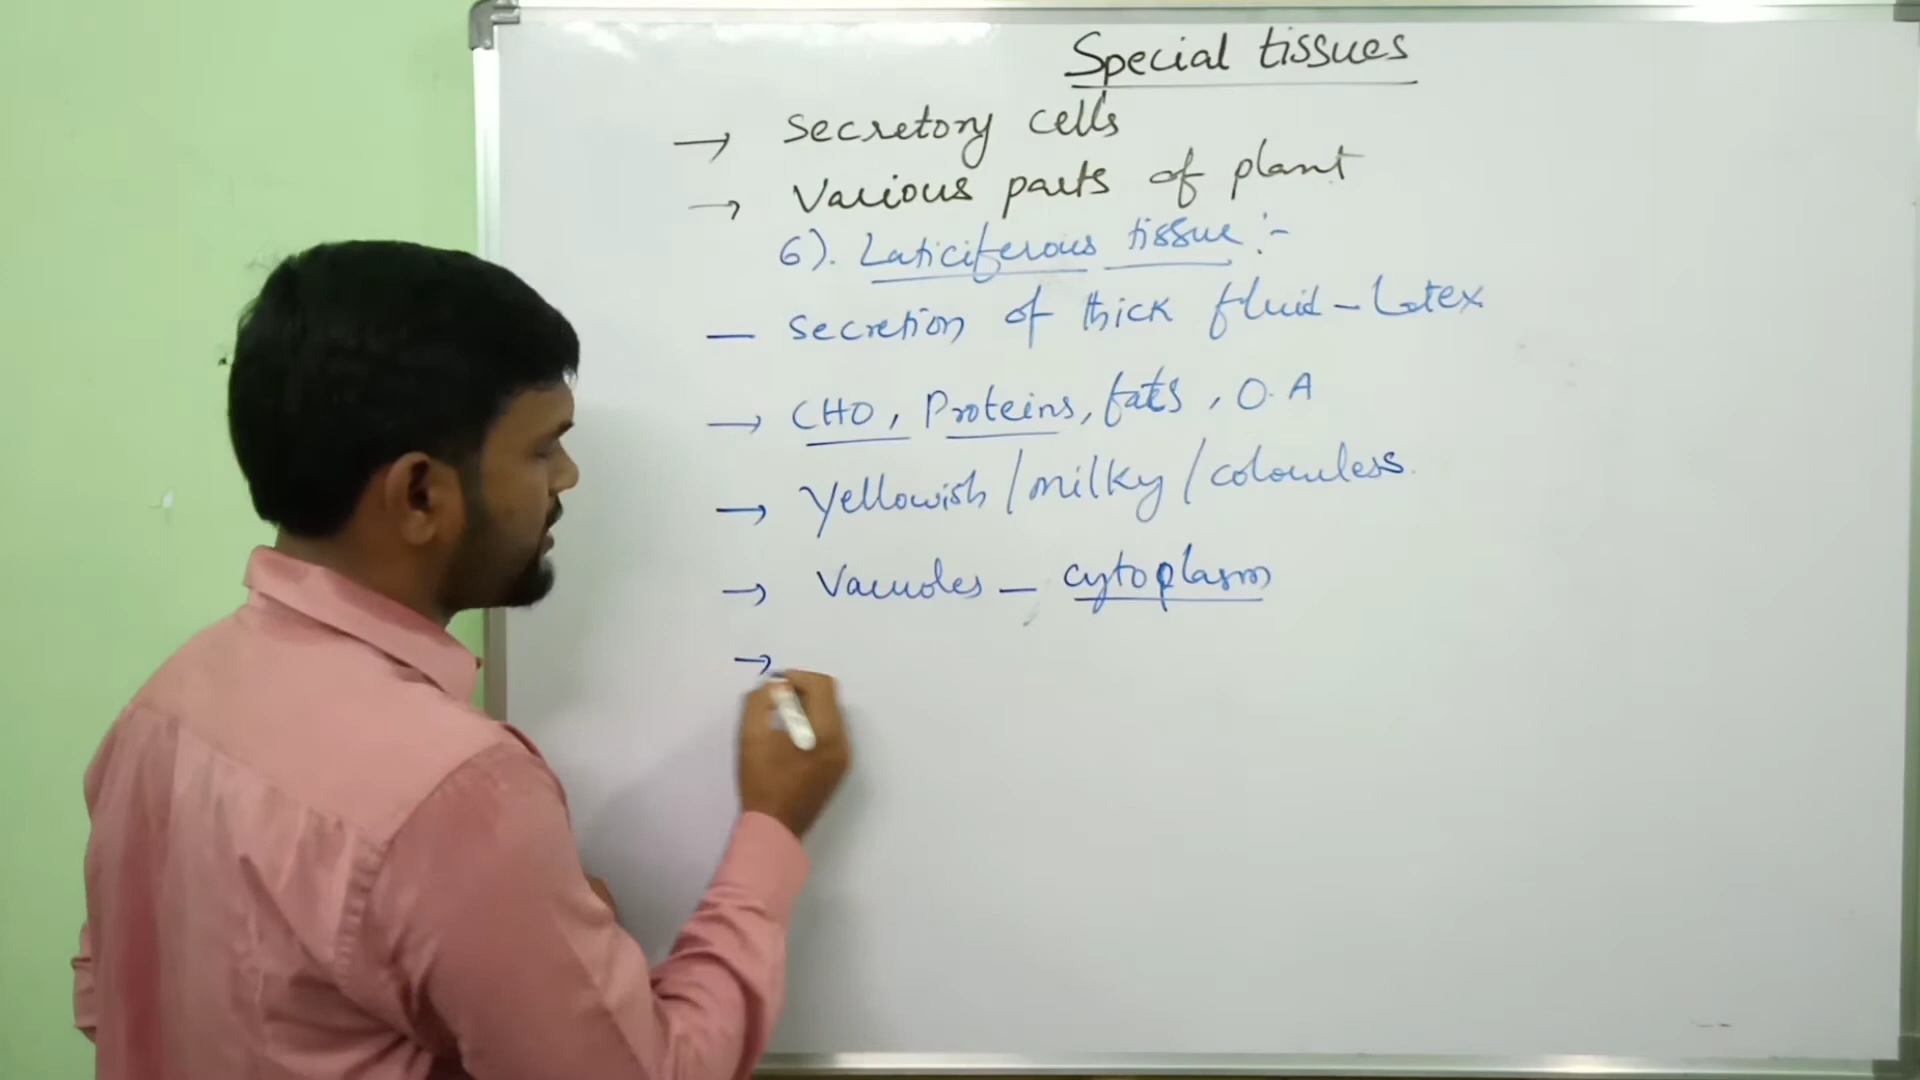 Special tissues
→ Secretory cells
→ Various parts of plant
6). Laticiferous tissue :-
— Secretion of thick fluid - Latex
→ CHO, Proteins, fats, O.A
→ Yellowish / milky / colourless.
→ Vacuoles - cytoplasm
→